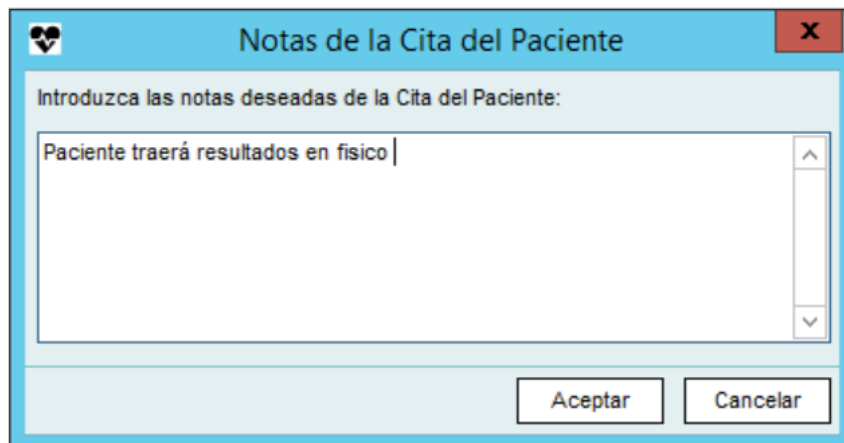 Notas de la Cita del Paciente
x
Introduzca las notas deseadas de la Cita del Paciente:
Paciente traerá resultados en fisico
Aceptar Cancelar